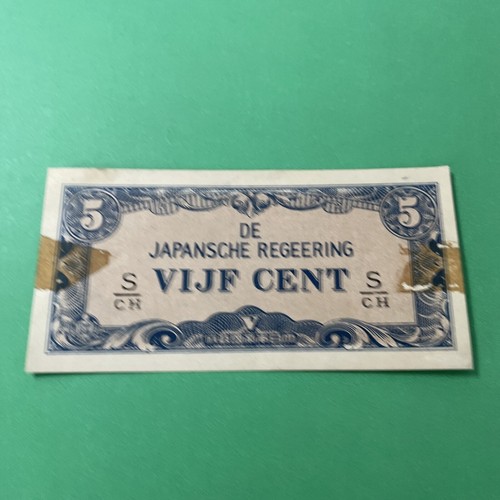 5 5
DE
JAPANSCHE REGEERING
S/CH VIJF CENT S/CH
V